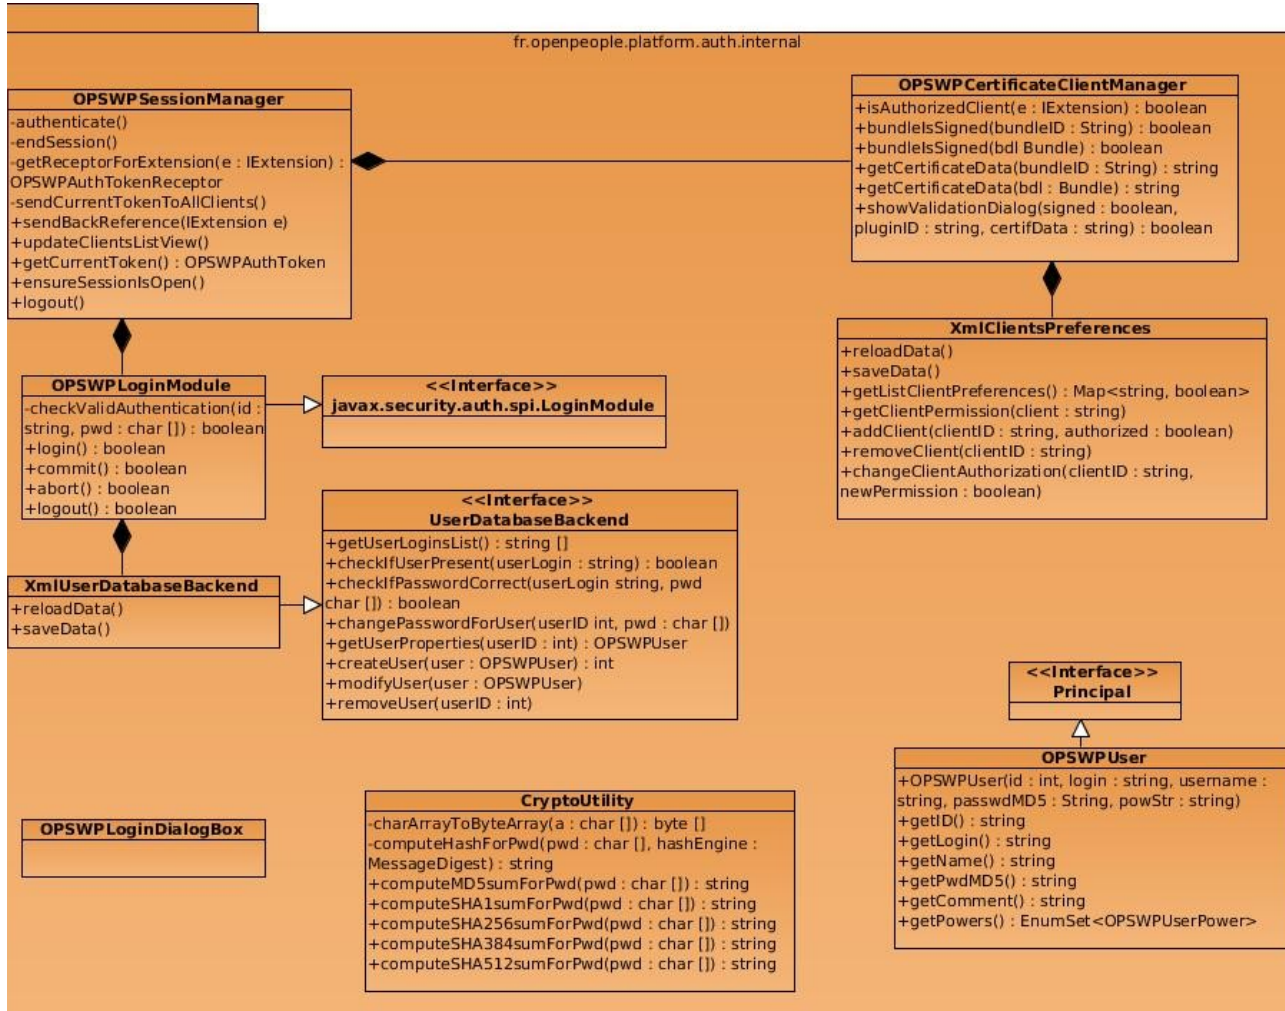 fr.openpeople.platform.auth.internal
OPSWPSessionManager
-authenticate()
-endSession()
-getReceptorForExtension(e : IExtension) :
OPSWPAuthTokenReceptor
-sendCurrentTokenToAllClients()
+sendBackReference(IExtension e)
+updateClientsListView()
+getCurrentToken() : OPSWPAuthToken
+ensureSessionIsOpen()
+logout()
OPSWPCertificateClientManager
+isAuthorizedClient(e : IExtension) : boolean
+bundleIsSigned(bundleID : String) : boolean
+bundleIsSigned(bdl Bundle) : boolean
+getCertificateData(bundleID : String) : string
+getCertificateData(bdl : Bundle) : string
+showValidationDialog(signed : boolean,
pluginID : string, certifData : string) : boolean
XmlClientsPreferences
+reloadData()
+saveData()
+getListClientPreferences() : Map<string, boolean>
+getClientPermission(client : string)
+addClient(clientID : string, authorized : boolean)
+removeClient(clientID : string)
+changeClientAuthorization(clientID : string,
newPermission : boolean)
OPSWPLoginModule
-checkValidAuthentication(id :
string, pwd : char []) : boolean
+login() : boolean
+commit() : boolean
+abort() : boolean
+logout() : boolean
<<Interface>>
javax.security.auth.spi.LoginModule
<<Interface>>
UserDatabaseBackend
+getUserLoginsList() : string []
+checkIfUserPresent(userLogin : string) : boolean
+checkIfPasswordCorrect(userLogin string, pwd
char []) : boolean
+changePasswordForUser(userID int, pwd : char [])
+getUserProperties(userID : int) : OPSWPUser
+createUser(user : OPSWPUser) : int
+modifyUser(user : OPSWPUser)
+removeUser(userID : int)
XmlUserDatabaseBackend
+reloadData()
+saveData()
<<Interface>>
Principal
OPSWPUser
+OPSWPUser(id : int, login : string, username :
string, passwdMD5 : String, powStr : string)
+getID() : string
+getLogin() : string
+getName() : string
+getPwdMD5() : string
+getComment() : string
+getPowers() : EnumSet<OPSWPUserPower>
OPSWPLoginDialogBox
CryptoUtility
-charArrayToByteArray(a : char []) : byte []
-computeHashForPwd(pwd : char [], hashEngine :
MessageDigest) : string
+computeMD5sumForPwd(pwd : char []) : string
+computeSHA1sumForPwd(pwd : char []) : string
+computeSHA256sumForPwd(pwd : char []) : string
+computeSHA384sumForPwd(pwd : char []) : string
+computeSHA512sumForPwd(pwd : char []) : string